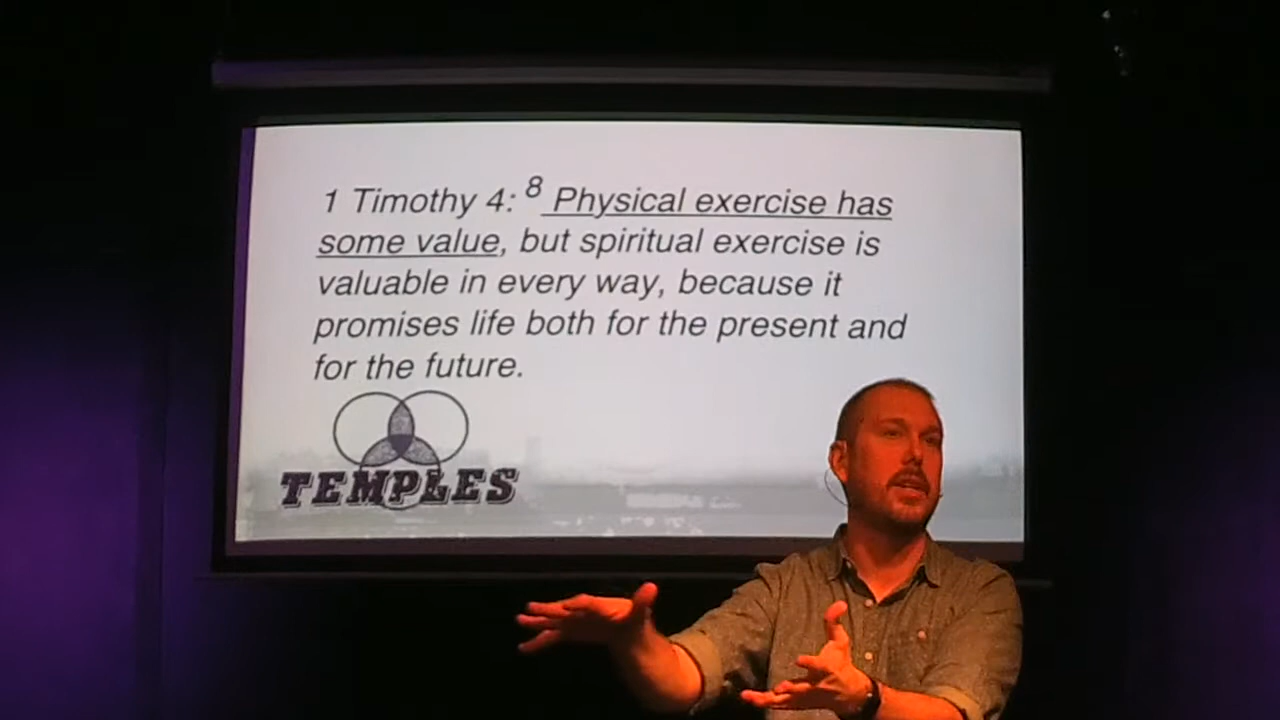 1 Timothy 4: 8 Physical exercise has
some value, but spiritual exercise is
valuable in every way, because it
promises life both for the present and
for the future.
TEMPLES